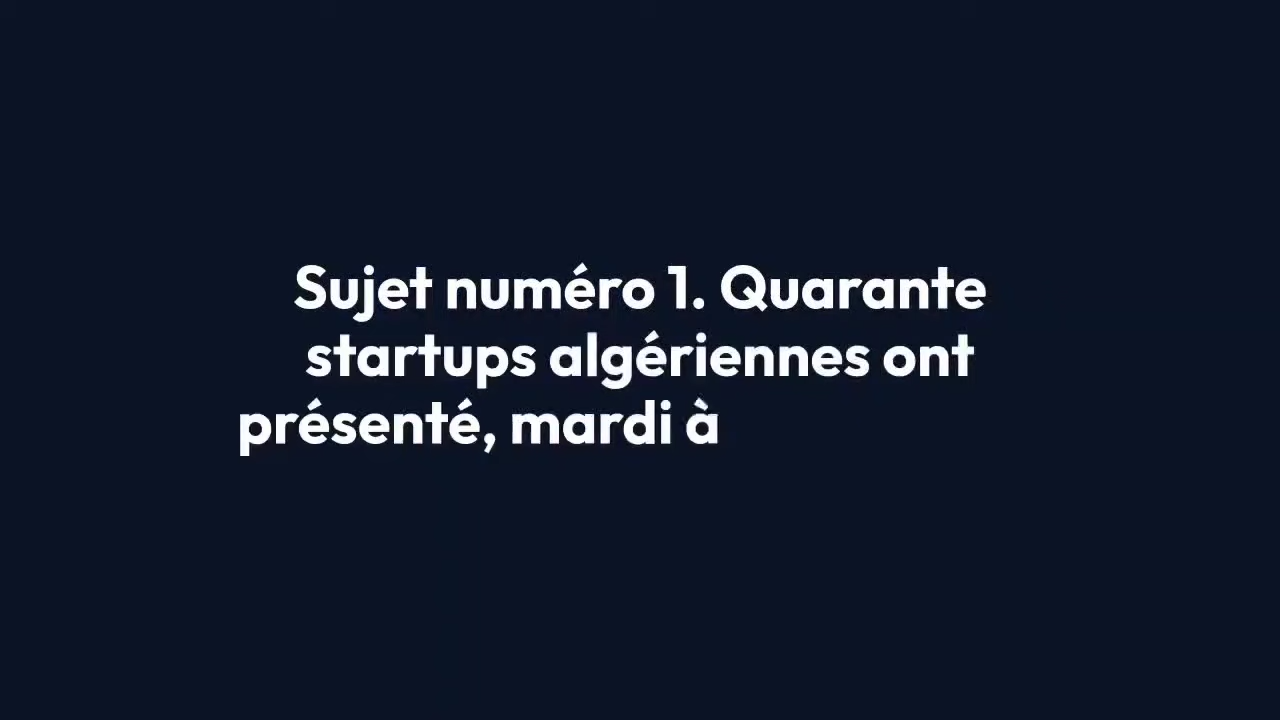 Sujet numéro 1. Quarante
startups algériennes ont
présenté, mardi à